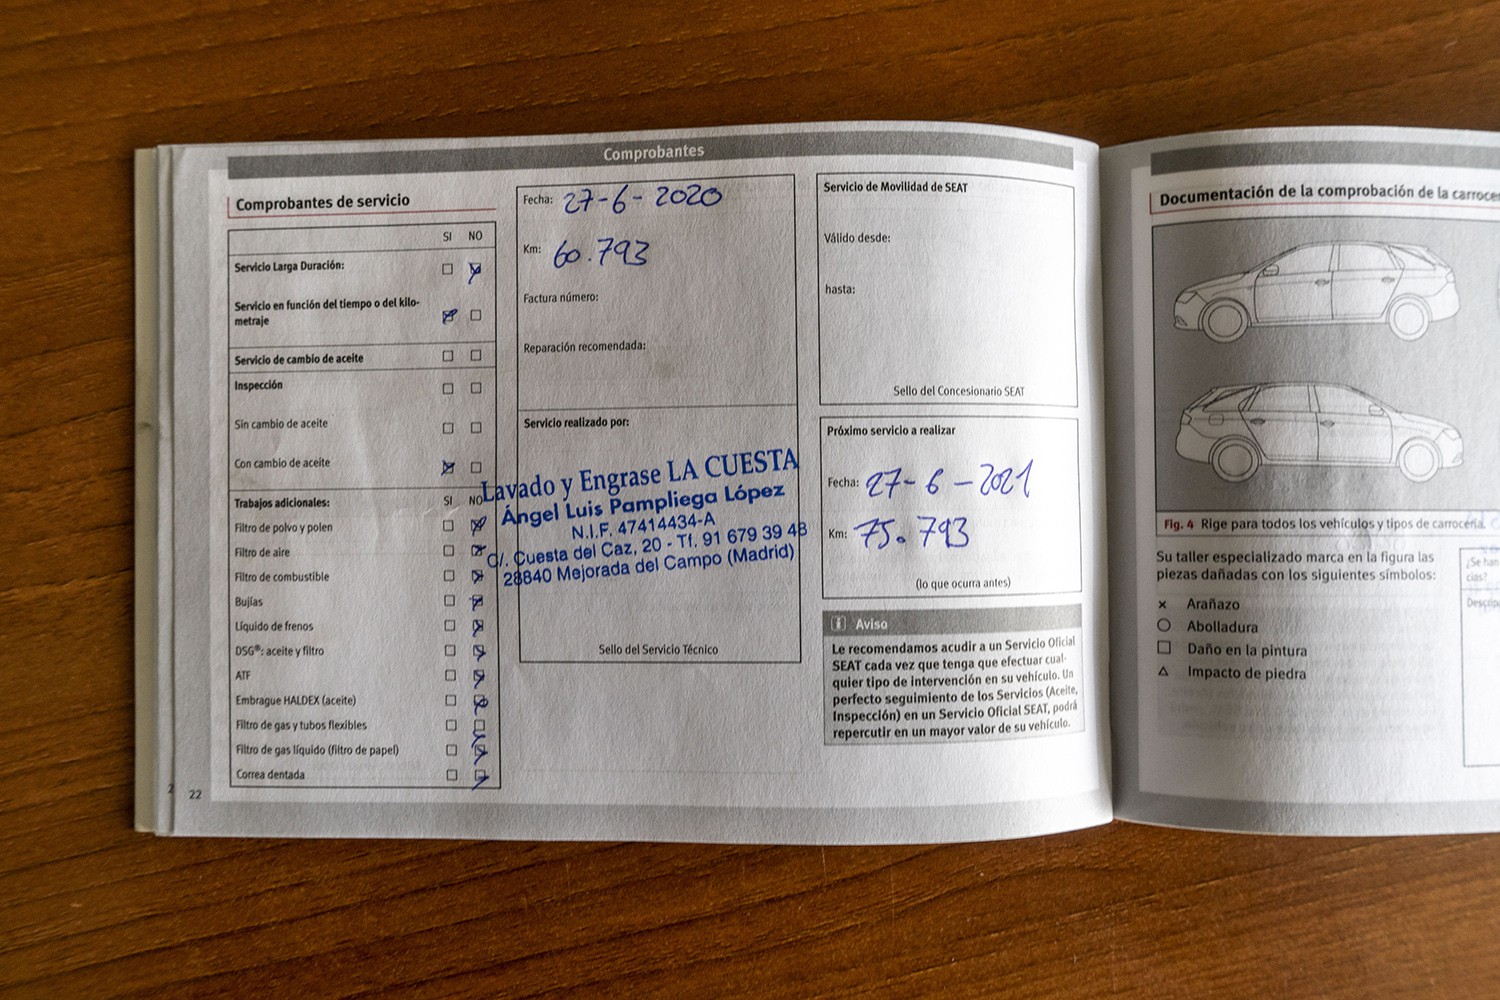 Comprobantes
Comprobantes de servicio
SI NO
Servicio Larga Duración:
Servicio en función del tiempo o del kilo-
metraje
Servicio de cambio de aceite
Inspección
Sin cambio de aceite
Con cambio de aceite
Trabajos adicionales: SI NO
Filtro de polvo y polen
Filtro de aire
Filtro de combustible
Bujías
Líquido de frenos
DSG®: aceite y filtro
ATF
Embrague HALDEX (aceite)
Filtro de gas y tubos flexibles
Filtro de gas líquido (filtro de papel)
Correa dentada
2 22
Fecha: 27-6-2020
Km: 60.793
Factura número:
Reparación recomendada:
Servicio realizado por:
Lavado y Engrase LA CUESTA
Ángel Luis Pampliega López
N.I.F. 47414434-A
C/. Cuesta del Caz, 20 - Tf. 91 679 39 48
28840 Mejorada del Campo (Madrid)
Sello del Servicio Técnico
Servicio de Movilidad de SEAT
Válido desde:
hasta:
Sello del Concesionario SEAT
Próximo servicio a realizar
Fecha: 27-6-2021
Km: 75.793
(lo que ocurra antes)
Aviso
Le recomendamos acudir a un Servicio Oficial
SEAT cada vez que tenga que efectuar cual-
quier tipo de intervención en su vehículo. Un
perfecto seguimiento de los Servicios (Aceite,
Inspección) en un Servicio Oficial SEAT, podrá
repercutir en un mayor valor de su vehículo.
Documentación de la comprobación de la
Fig. 4 Rige para todos los vehículos y tipos de carrocería.
Su taller especializado marca en la figura las
piezas dañadas con los siguientes símbolos:
× Arañazo
○ Abolladura
□ Daño en la pintura
△ Impacto de piedra
¿Se han
cias?